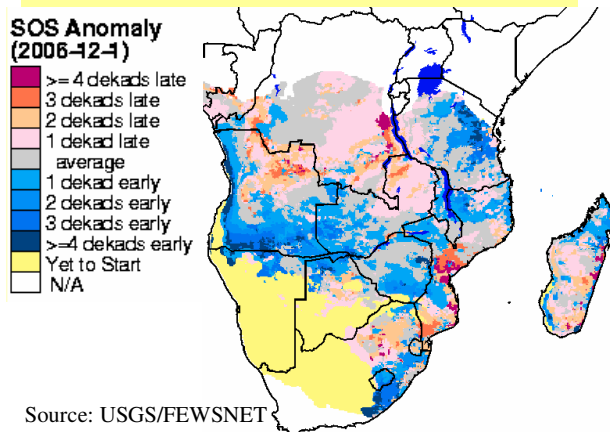 SOS Anomaly
(2006-12-1)
>= 4 dekads late
3 dekads late
2 dekads late
1 dekad late
average
1 dekad early
2 dekads early
3 dekads early
>=4 dekads early
Yet to Start
N/A
Source: USGS/FEWSNET